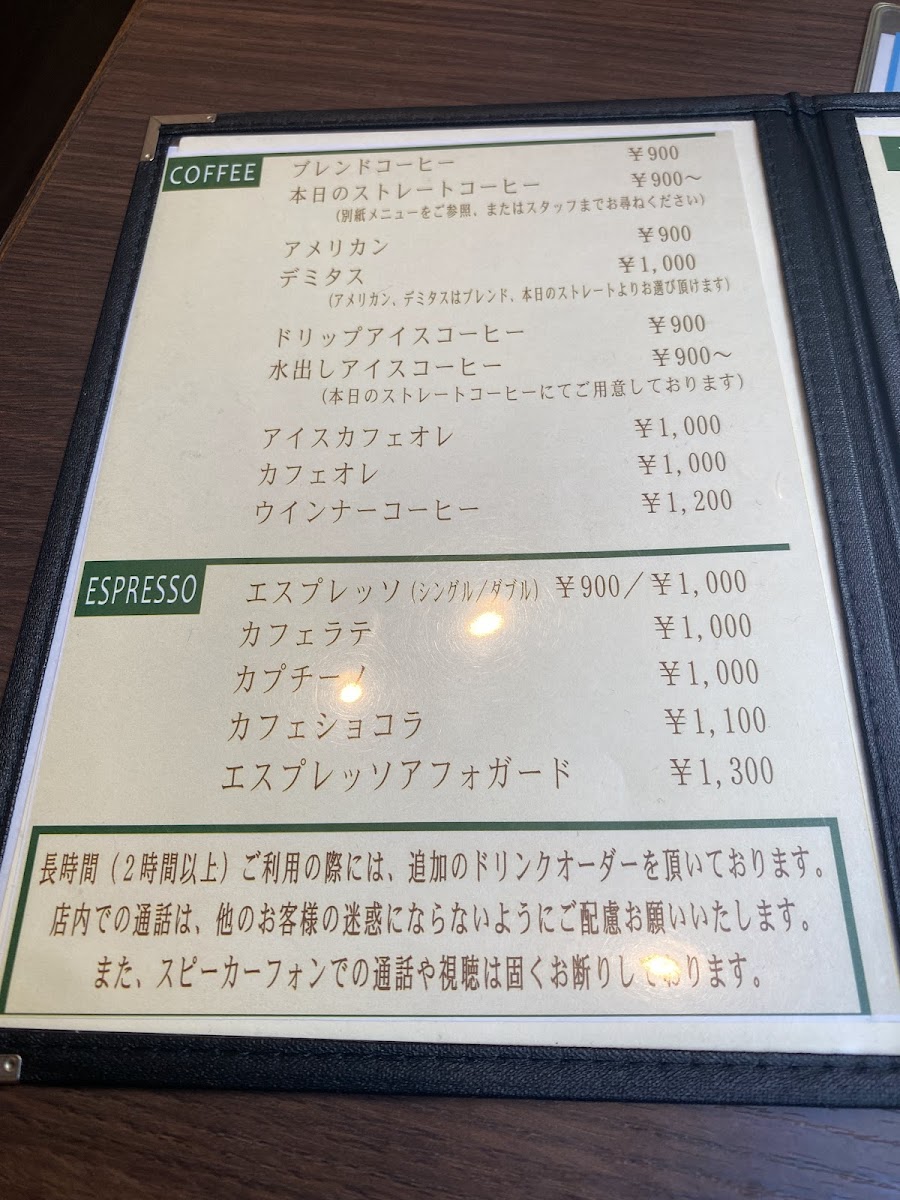 COFFEE
ブレンドコーヒー ￥900
本日のストレートコーヒー ￥900～
(別紙メニューをご参照、またはスタッフまでお尋ねください)
アメリカン ￥900
デミタス ￥1,000
(アメリカン、デミタスはブレンド、本日のストレートよりお選び頂けます)
ドリップアイスコーヒー ￥900
水出しアイスコーヒー ￥900～
(本日のストレートコーヒーにてご用意しております)
アイスカフェオレ ￥1,000
カフェオレ ￥1,000
ウインナーコーヒー ￥1,200
ESPRESSO
エスプレッソ(シングル／ダブル) ￥900／￥1,000
カフェラテ ￥1,000
カプチーノ ￥1,000
カフェショコラ ￥1,100
エスプレッソアフォガード ￥1,300
長時間（２時間以上）ご利用の際には、追加のドリンクオーダーを頂いております。
店内での通話は、他のお客様の迷惑にならないようにご配慮お願いいたします。
また、スピーカーフォンでの通話や視聴は固くお断りしております。